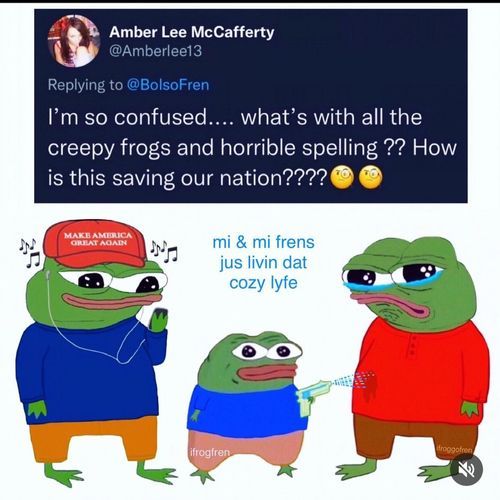 Amber Lee McCafferty
@Amberlee13
Replying to @BolsoFren
I'm so confused.... what's with all the
creepy frogs and horrible spelling ?? How
is this saving our nation????🧐🧐
MAKE AMERICA
GREAT AGAIN
mi & mi frens
jus livin dat
cozy lyfe
ifrogfren
ifroggofren